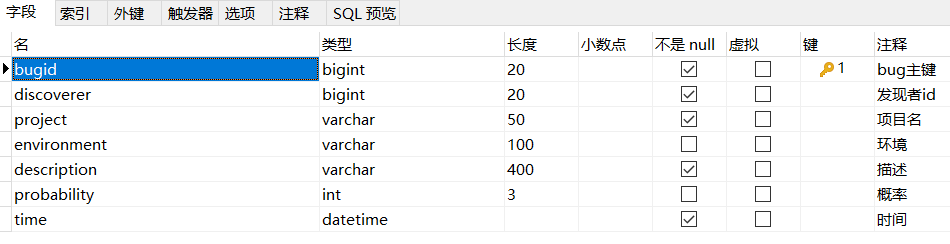 字段 索引 外键 触发器 选项 注释 SQL 预览
名 类型 长度 小数点 不是 null 虚拟 键 注释
bugid bigint 20 1 bug主键
discoverer bigint 20 发现者id
project varchar 50 项目名
environment varchar 100 环境
description varchar 400 描述
probability int 3 概率
time datetime 时间